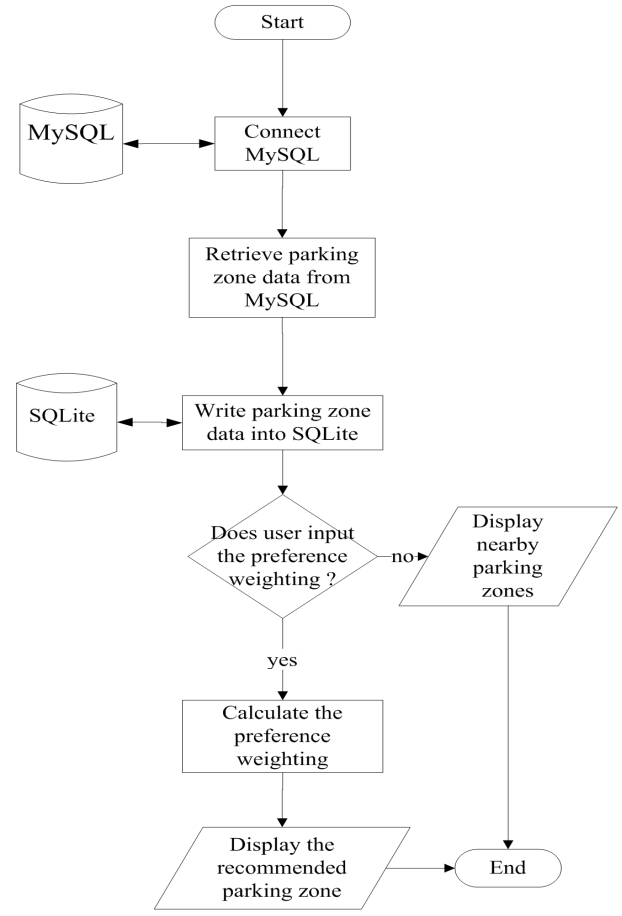 Start
MySQL
Connect
MySQL
Retrieve parking
zone data from
MySQL
SQLite
Write parking zone
data into SQLite
Does user input
the preference
weighting ?
no
Display
nearby
parking
zones
yes
Calculate the
preference
weighting
Display the
recommended
parking zone
End